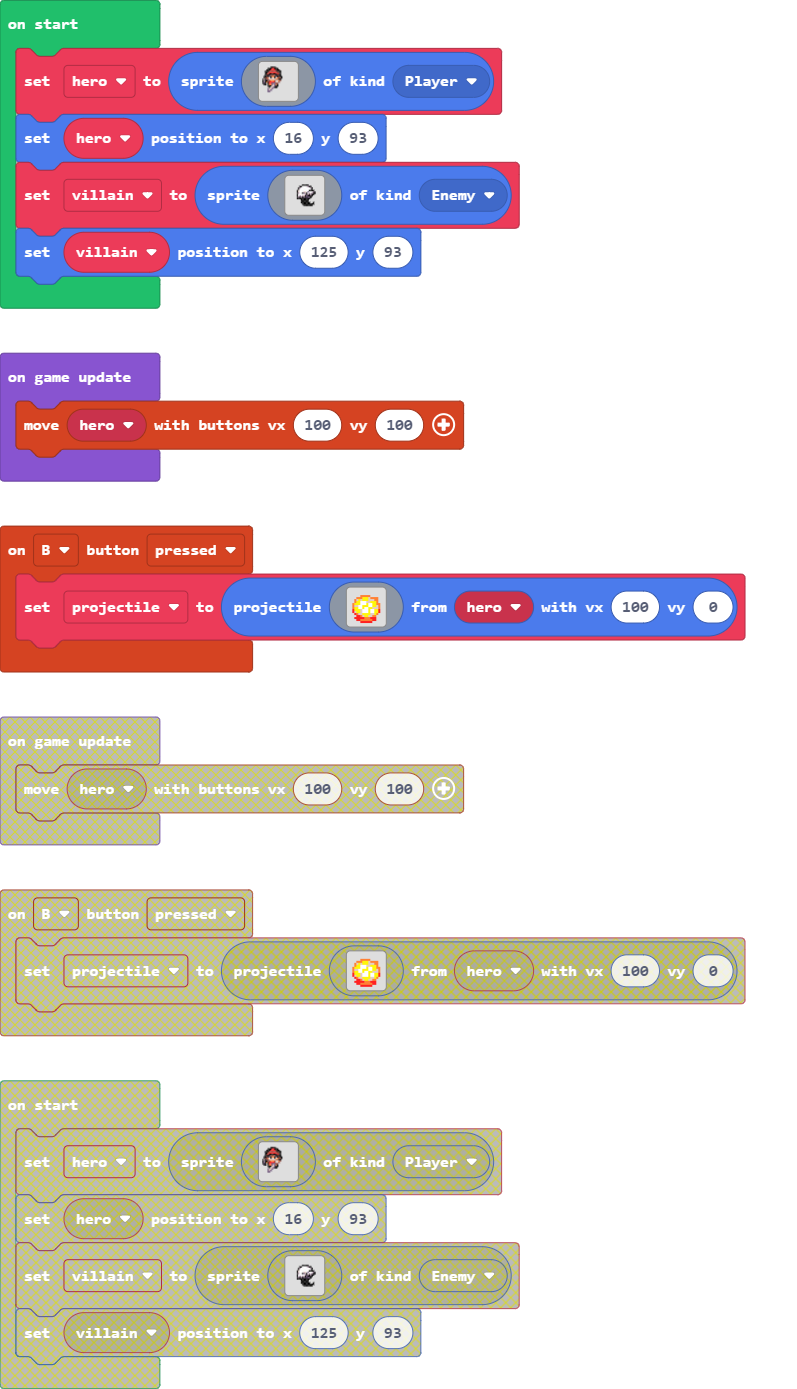 on start
set hero to sprite of kind Player
set hero position to x 16 y 93
set villain to sprite of kind Enemy
set villain position to x 125 y 93
on game update
move hero with buttons vx 100 vy 100
on B button pressed
set projectile to projectile from hero with vx 100 vy 0
on game update
move hero with buttons vx 100 vy 100
on B button pressed
set projectile to projectile from hero with vx 100 vy 0
on start
set hero to sprite of kind Player
set hero position to x 16 y 93
set villain to sprite of kind Enemy
set villain position to x 125 y 93